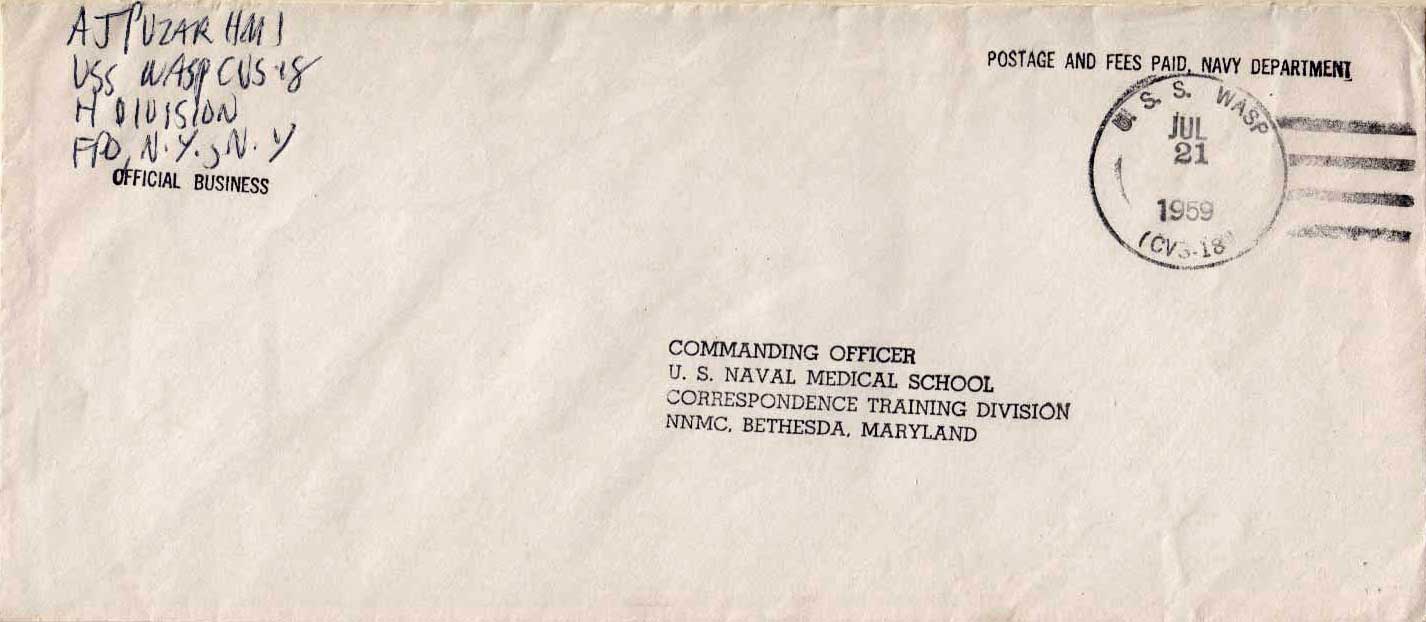 AJ PUZAR HM1
USS WASP CVS-18
H DIVISION
FPO, N.Y., N.Y
OFFICIAL BUSINESS
POSTAGE AND FEES PAID, NAVY DEPARTMENT
U. S. S. WASP
JUL
21
1959
(CVS-18)
COMMANDING OFFICER
U. S. NAVAL MEDICAL SCHOOL
CORRESPONDENCE TRAINING DIVISION
NNMC, BETHESDA, MARYLAND